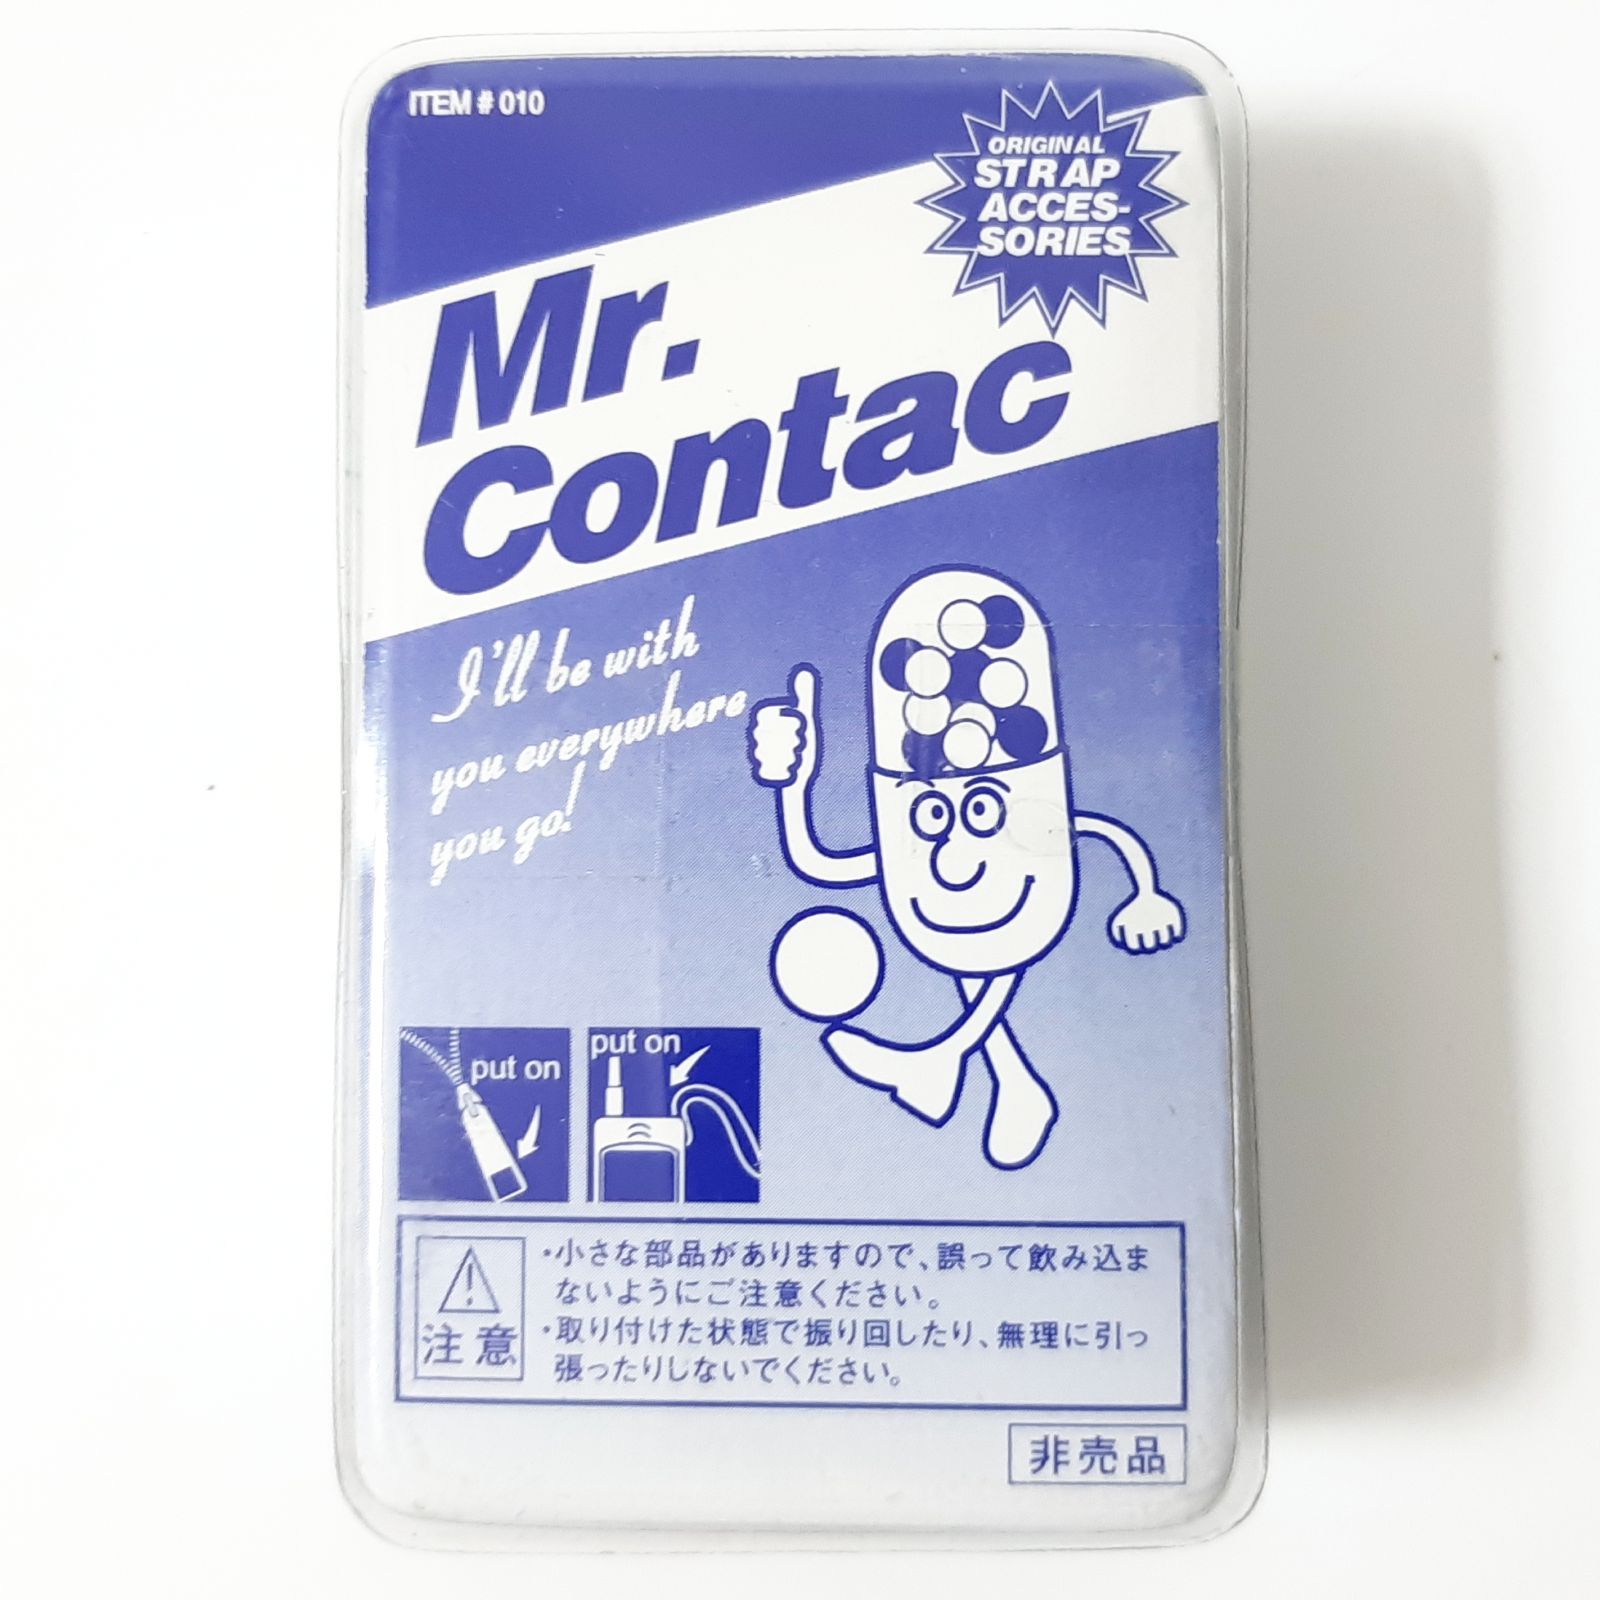 ITEM # 010
ORIGINAL
STRAP
ACCES-
SORIES
Mr.
Contac
I'll be with
you everywhere
you go!
put on
put on
注意
・小さな部品がありますので、誤って飲み込ま
ないようにご注意ください。
・取り付けた状態で振り回したり、無理に引っ
張ったりしないでください。
非売品